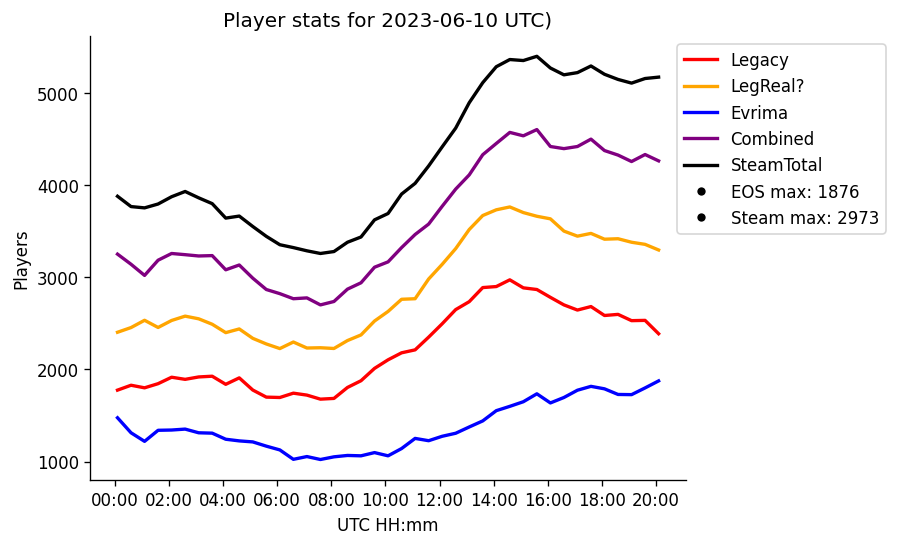 Player stats for 2023-06-10 UTC)
Legacy
LegReal?
Evrima
Combined
SteamTotal
EOS max: 1876
Steam max: 2973
Players
5000
4000
3000
2000
1000
00:00 02:00 04:00 06:00 08:00 10:00 12:00 14:00 16:00 18:00 20:00
UTC HH:mm